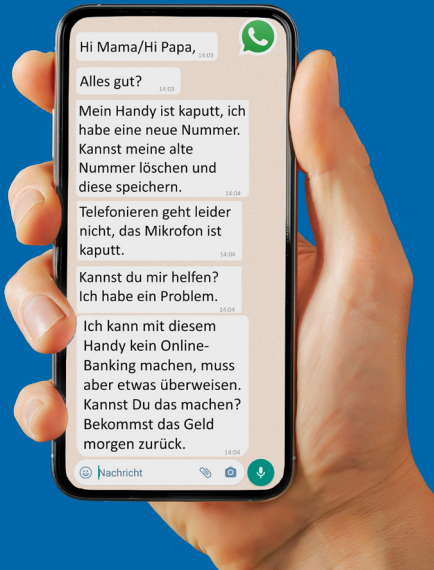 Hi Mama/Hi Papa,
14:03
Alles gut?
14:03
Mein Handy ist kaputt, ich
habe eine neue Nummer.
Kannst meine alte
Nummer löschen und
diese speichern.
14:04
Telefonieren geht leider
nicht, das Mikrofon ist
kaputt.
14:04
Kannst du mir helfen?
Ich habe ein Problem.
14:04
Ich kann mit diesem
Handy kein Online-
Banking machen, muss
aber etwas überweisen.
Kannst Du das machen?
Bekommst das Geld
morgen zurück.
14:04
Nachricht